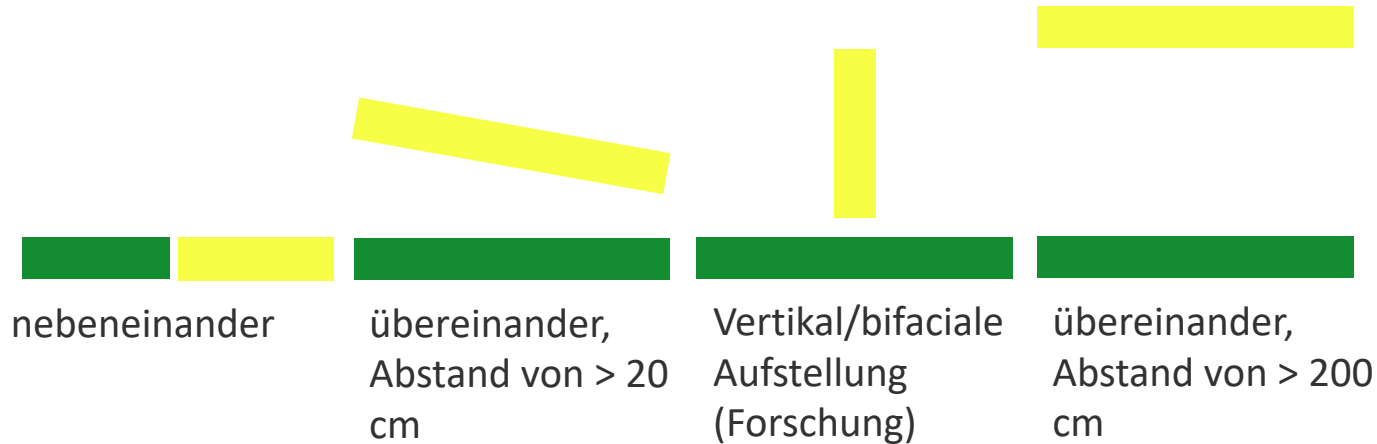 nebeneinander
übereinander,
Abstand von > 20
cm
Vertikal/bifaciale
Aufstellung
(Forschung)
übereinander,
Abstand von > 200
cm